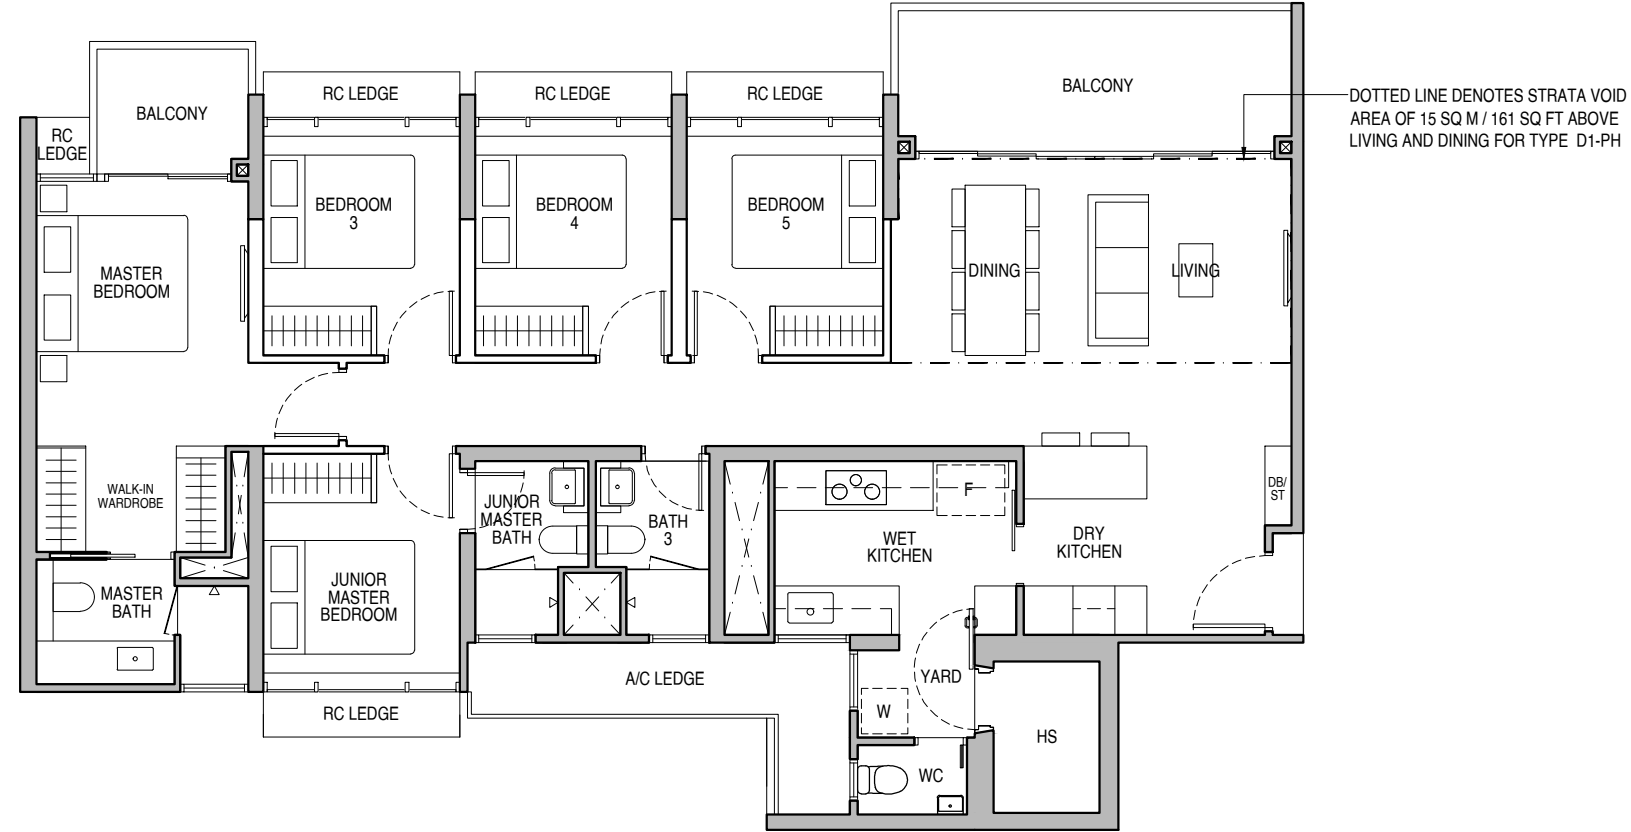 BALCONY
RC LEDGE
RC LEDGE
RC LEDGE
BALCONY
DOTTED LINE DENOTES STRATA VOID
AREA OF 15 SQ M / 161 SQ FT ABOVE
LIVING AND DINING FOR TYPE D1-PH
RC
LEDGE
MASTER
BEDROOM
BEDROOM
3
BEDROOM
4
BEDROOM
5
DINING
LIVING
WALK-IN
WARDROBE
MASTER
BATH
JUNIOR
MASTER
BEDROOM
JUNIOR
MASTER
BATH
BATH
3
F
WET
KITCHEN
DRY
KITCHEN
DB/
ST
RC LEDGE
A/C LEDGE
YARD
W
HS
WC